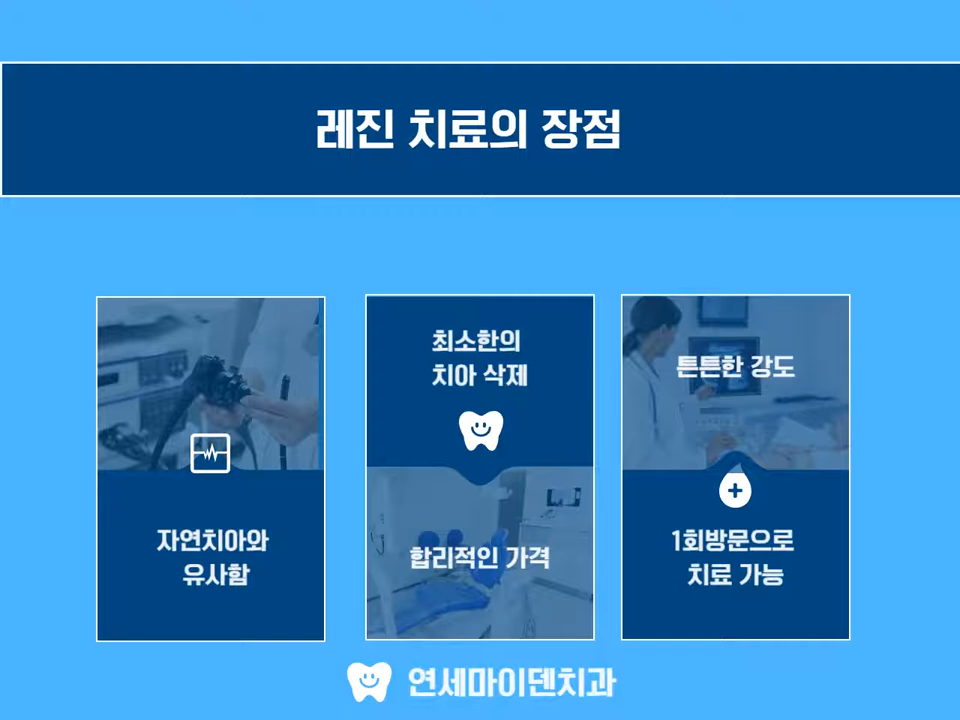 레진 치료의 장점
자연치아와
유사함
최소한의
치아 삭제
합리적인 가격
튼튼한 강도
1회방문으로
치료 가능
연세마이덴치과